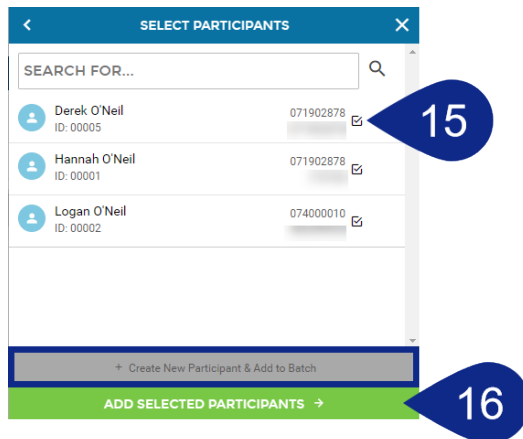 SELECT PARTICIPANTS
SEARCH FOR...
Derek O'Neil 071902878
ID: 00005
15
Hannah O'Neil 071902878
ID: 00001
Logan O'Neil 074000010
ID: 00002
+ Create New Participant & Add to Batch
ADD SELECTED PARTICIPANTS →
16